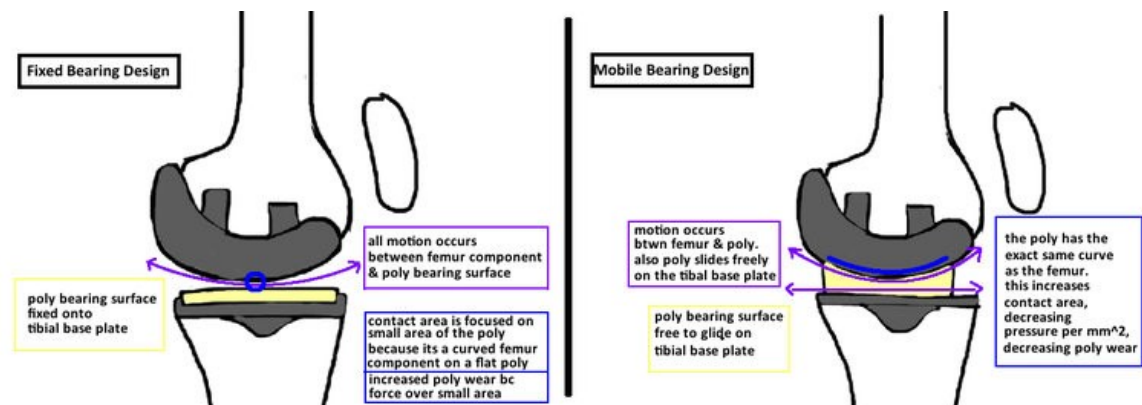 Fixed Bearing Design
all motion occurs
between femur component
& poly bearing surface
poly bearing surface
fixed onto
tibial base plate
contact area is focused on
small area of the poly
because its a curved femur
component on a flat poly
increased poly wear bc
force over small area
Mobile Bearing Design
motion occurs
btwn femur & poly.
also poly slides freely
on the tibial base plate
poly bearing surface
free to glide on
tibial base plate
the poly has the
exact same curve
as the femur.
this increases
contact area,
decreasing
pressure per mm^2,
decreasing poly wear